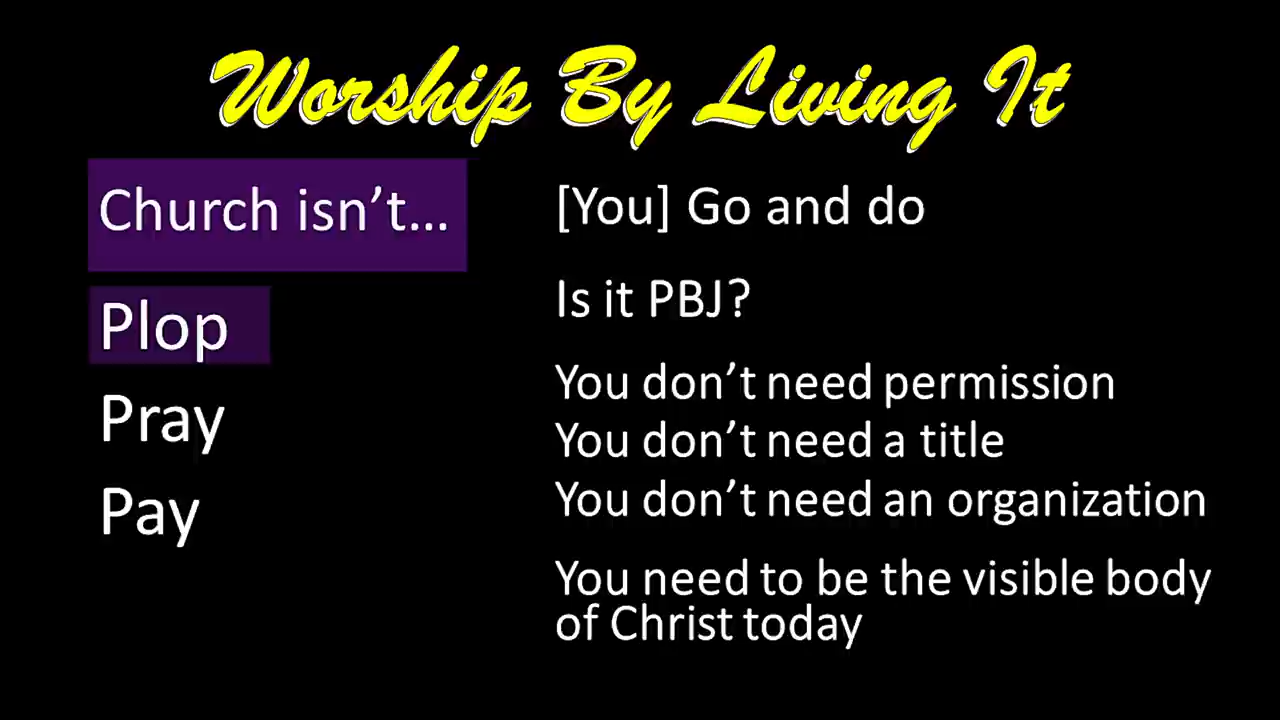 Worship By Living It
Church isn’t...
Plop
Pray
Pay
[You] Go and do
Is it PBJ?
You don’t need permission
You don’t need a title
You don’t need an organization
You need to be the visible body
of Christ today